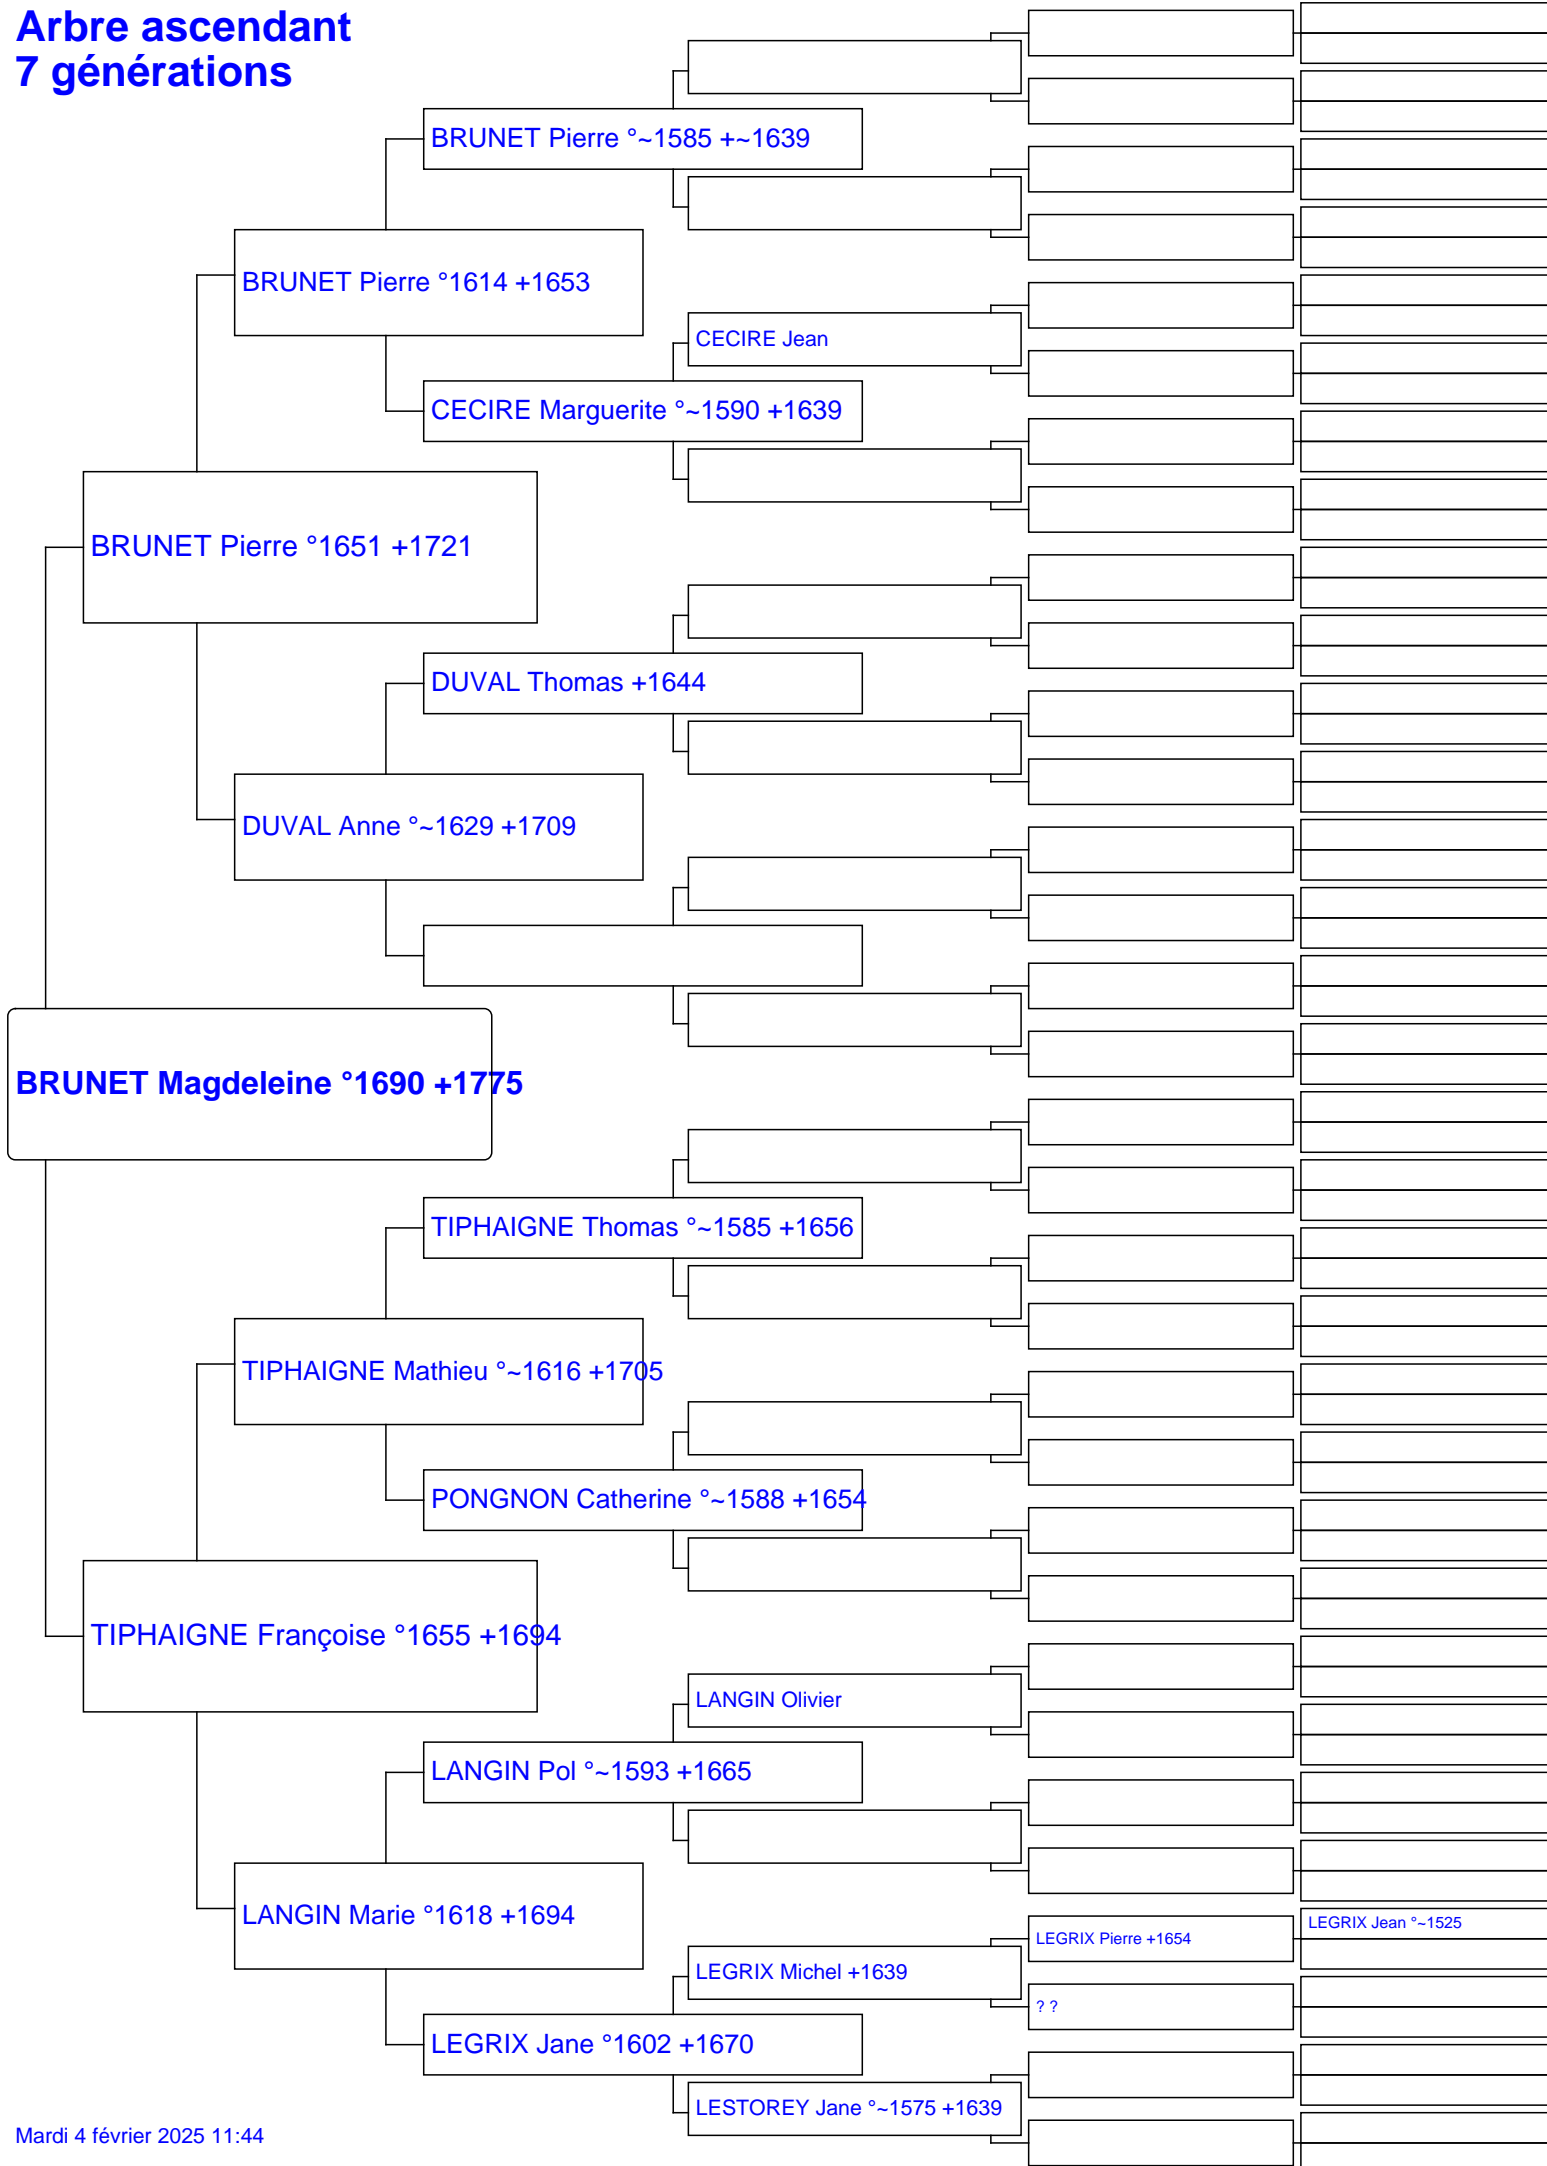 Arbre ascendant
7 générations
BRUNET Pierre °~1585 +~1639
BRUNET Pierre °1614 +1653
CECIRE Jean
CECIRE Marguerite °~1590 +1639
BRUNET Pierre °1651 +1721
DUVAL Thomas +1644
DUVAL Anne °~1629 +1709
BRUNET Magdeleine °1690 +1775
TIPHAIGNE Thomas °~1585 +1656
TIPHAIGNE Mathieu °~1616 +1705
PONGNON Catherine °~1588 +1654
TIPHAIGNE Françoise °1655 +1694
LANGIN Olivier
LANGIN Pol °~1593 +1665
LANGIN Marie °1618 +1694
LEGRIX Jean °~1525
LEGRIX Pierre +1654
LEGRIX Michel +1639
? ?
LEGRIX Jane °1602 +1670
LESTOREY Jane °~1575 +1639
Mardi 4 février 2025 11:44